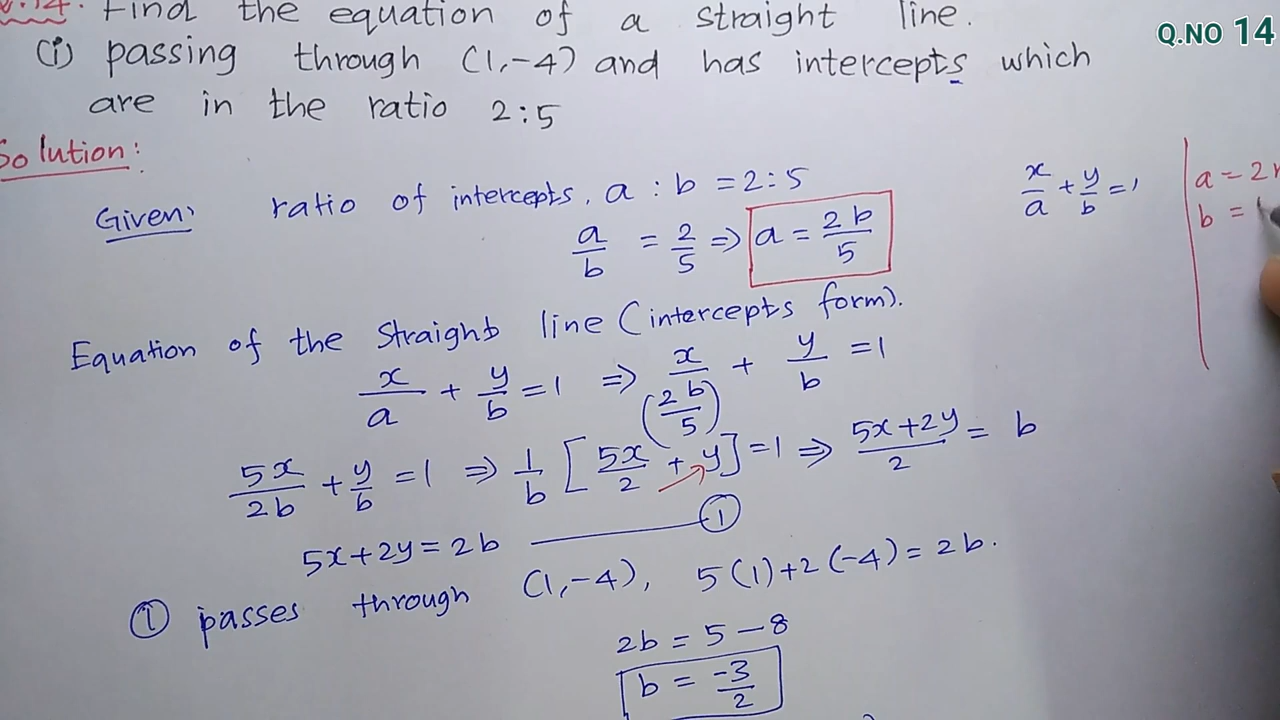 Q.NO 14
Find the equation of a straight line.
(i) passing through (1,-4) and has intercepts which
are in the ratio 2:5
Solution:
Given: ratio of intercepts, a : b = 2:5
x/a + y/b = 1
a/b = 2/5 ⇒ a = 2b/5
a = 2
b =
Equation of the Straight line (intercepts form).
x/a + y/b = 1 ⇒ x/(2b/5) + y/b = 1
5x/2b + y/b = 1 ⇒ 1/b [5x/2 + y] = 1 ⇒ (5x+2y)/2 = b
5x+2y = 2b ——— ①
① passes through (1,-4), 5(1)+2(-4) = 2b.
2b = 5-8
b = -3/2